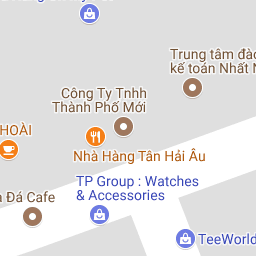 Trung tâm đào
kế toán Nhất N
Công Ty Tnhh
Thành Phố Mới
HOÀI
Nhà Hàng Tân Hải Âu
TP Group : Watches
& Accessories
Đá Cafe
TeeWorld